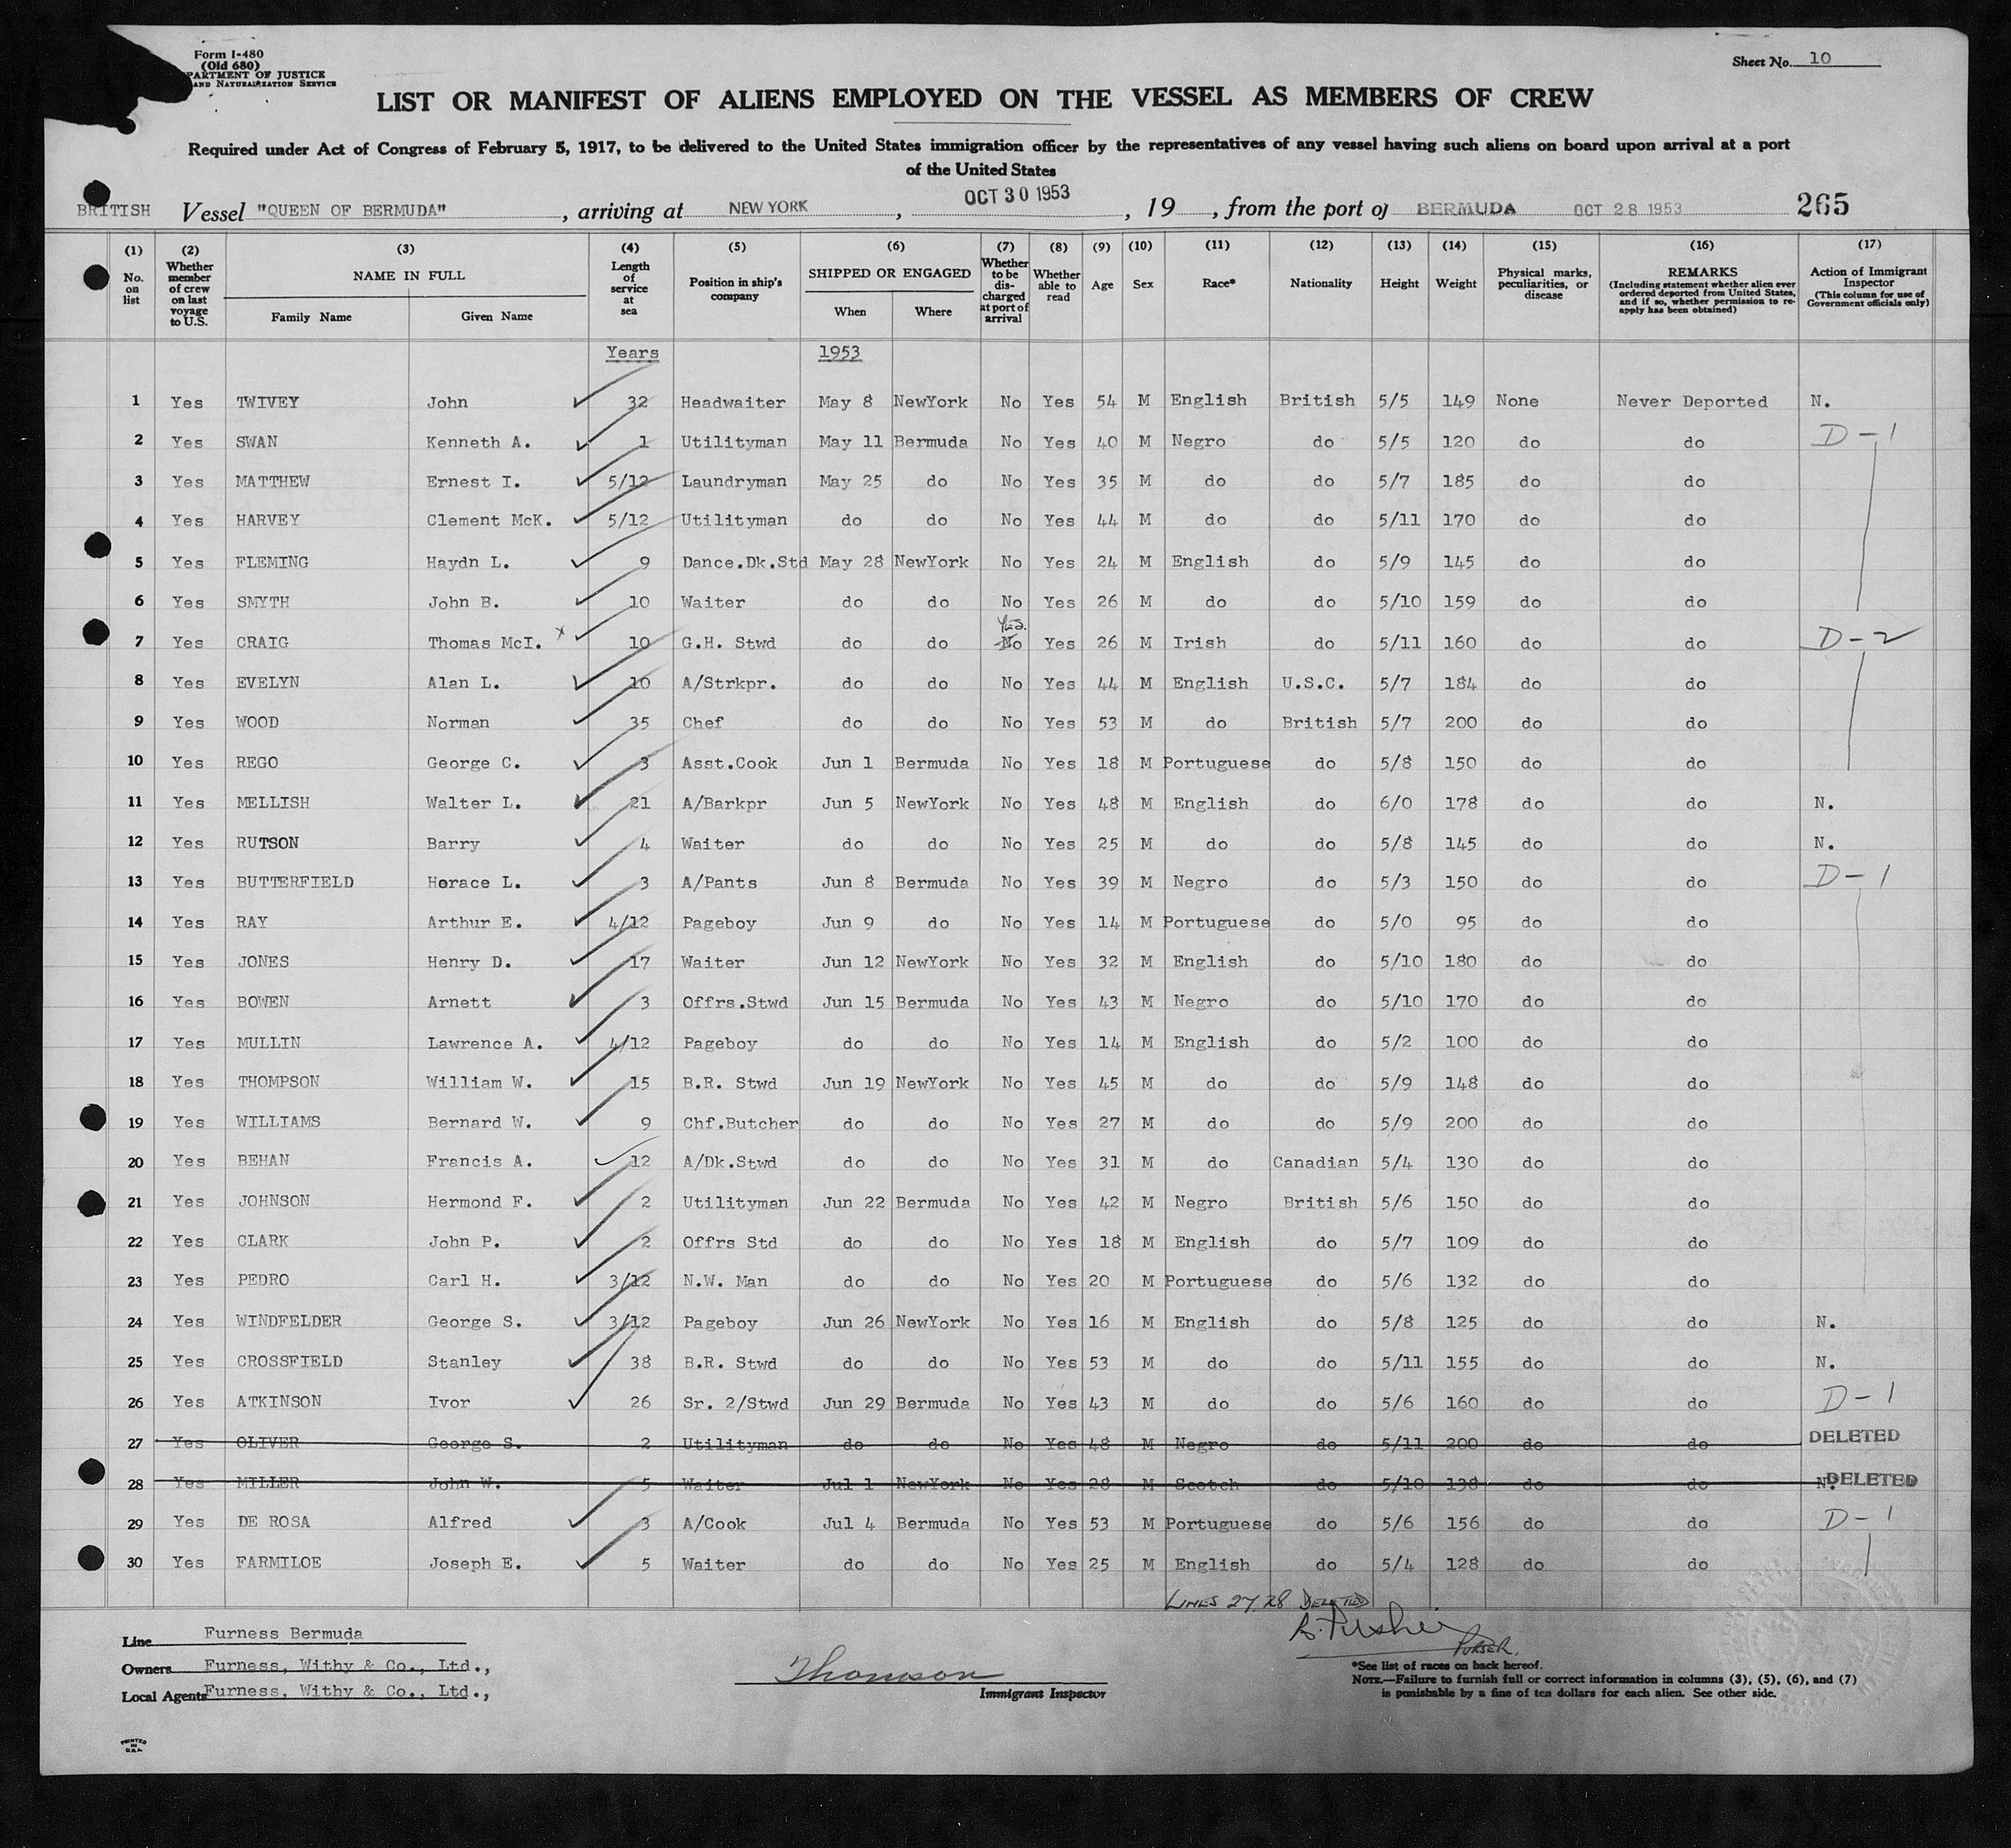 Form I-480
(Old 680)
PARTMENT OF JUSTICE
AND NATURALIZATION SERVICE
Sheet No. 10
LIST OR MANIFEST OF ALIENS EMPLOYED ON THE VESSEL AS MEMBERS OF CREW
Required under Act of Congress of February 5, 1917, to be delivered to the United States immigration officer by the representatives of any vessel having such aliens on board upon arrival at a port
of the United States
BRITISH Vessel "QUEEN OF BERMUDA", arriving at NEW YORK, OCT 30 1953, 19 , from the port of BERMUDA OCT 28 1953 265
(1) No. on list
(2) Whether member of crew on last voyage to U.S.
(3) NAME IN FULL Family Name Given Name
(4) Length of service at sea
(5) Position in ship's company
(6) SHIPPED OR ENGAGED When Where
(7) Whether to be discharged at port of arrival
(8) Whether able to read
(9) Age
(10) Sex
(11) Race*
(12) Nationality
(13) Height
(14) Weight
(15) Physical marks, peculiarities, or disease
(16) REMARKS (Including statement whether alien ever ordered deported from United States, and if so, whether permission to reapply has been obtained)
(17) Action of Immigrant Inspector (This column for use of Government officials only)
Years 1953
1 Yes TWIVEY John 32 Headwaiter May 8 NewYork No Yes 54 M English British 5/5 149 None Never Deported N.
2 Yes SWAN Kenneth A. 1 Utilityman May 11 Bermuda No Yes 40 M Negro do 5/5 120 do do D-1
3 Yes MATTHEW Ernest I. 5/12 Laundryman May 25 do No Yes 35 M do do 5/7 185 do do
4 Yes HARVEY Clement McK. 5/12 Utilityman do do No Yes 44 M do do 5/11 170 do do
5 Yes FLEMING Haydn L. 9 Dance.Dk.Std May 28 NewYork No Yes 24 M English do 5/9 145 do do
6 Yes SMYTH John B. 10 Waiter do do No Yes 26 M do do 5/10 159 do do
Yes.
7 Yes CRAIG Thomas McI. x 10 G.H. Stwd do do No Yes 26 M Irish do 5/11 160 do do D-2
8 Yes EVELYN Alan L. 10 A/Strkpr. do do No Yes 44 M English U.S.C. 5/7 184 do do
9 Yes WOOD Norman 35 Chef do do No Yes 53 M do British 5/7 200 do do
10 Yes REGO George C. 3 Asst.Cook Jun 1 Bermuda No Yes 18 M Portuguese do 5/8 150 do do
11 Yes MELLISH Walter L. 21 A/Barkpr Jun 5 NewYork No Yes 48 M English do 6/0 178 do do N.
12 Yes RUTSON Barry 4 Waiter do do No Yes 25 M do do 5/8 145 do do N.
13 Yes BUTTERFIELD Horace L. 3 A/Pants Jun 8 Bermuda No Yes 39 M Negro do 5/3 150 do do D-1
14 Yes RAY Arthur E. 4/12 Pageboy Jun 9 do No Yes 14 M Portuguese do 5/0 95 do do
15 Yes JONES Henry D. 17 Waiter Jun 12 NewYork No Yes 32 M English do 5/10 180 do do
16 Yes BOWEN Arnett 3 Offrs.Stwd Jun 15 Bermuda No Yes 43 M Negro do 5/10 170 do do
17 Yes MULLIN Lawrence A. 4/12 Pageboy do do No Yes 14 M English do 5/2 100 do do
18 Yes THOMPSON William W. 15 B.R. Stwd Jun 19 NewYork No Yes 45 M do do 5/9 148 do do
19 Yes WILLIAMS Bernard W. 9 Chf.Butcher do do No Yes 27 M do do 5/9 200 do do
20 Yes BEHAN Francis A. 12 A/Dk.Stwd do do No Yes 31 M do Canadian 5/4 130 do do
21 Yes JOHNSON Hermond F. 2 Utilityman Jun 22 Bermuda No Yes 42 M Negro British 5/6 150 do do
22 Yes CLARK John P. 2 Offrs Std do do No Yes 18 M English do 5/7 109 do do
23 Yes PEDRO Carl H. 3/12 N.W. Man do do No Yes 20 M Portuguese do 5/6 132 do do
24 Yes WINDFELDER George S. 3/12 Pageboy Jun 26 NewYork No Yes 16 M English do 5/8 125 do do N.
25 Yes CROSSFIELD Stanley 38 B.R. Stwd do do No Yes 53 M do do 5/11 155 do do N.
26 Yes ATKINSON Ivor 26 Sr. 2/Stwd Jun 29 Bermuda No Yes 43 M do do 5/6 160 do do D-1
27 Yes OLIVER George S. 2 Utilityman do do No Yes 48 M Negro do 5/11 200 do do DELETED
28 Yes MILLER John W. 5 Waiter Jul 1 NewYork No Yes 28 M Scotch do 5/10 138 do do N. DELETED
29 Yes DE ROSA Alfred 3 A/Cook Jul 4 Bermuda No Yes 53 M Portuguese do 5/6 156 do do D-1
30 Yes FARMILOE Joseph E. 5 Waiter do do No Yes 25 M English do 5/4 128 do do
LINES 27, 28 DELETED
PURSER.
Line Furness Bermuda
Owners Furness, Withy & Co., Ltd.,
Local Agents Furness, Withy & Co., Ltd.,
Thomson
Immigrant Inspector
*See list of races on back hereof.
NOTE.—Failure to furnish full or correct information in columns (3), (5), (6), and (7)
is punishable by a fine of ten dollars for each alien. See other side.
PRINTED
IN
U.S.A.